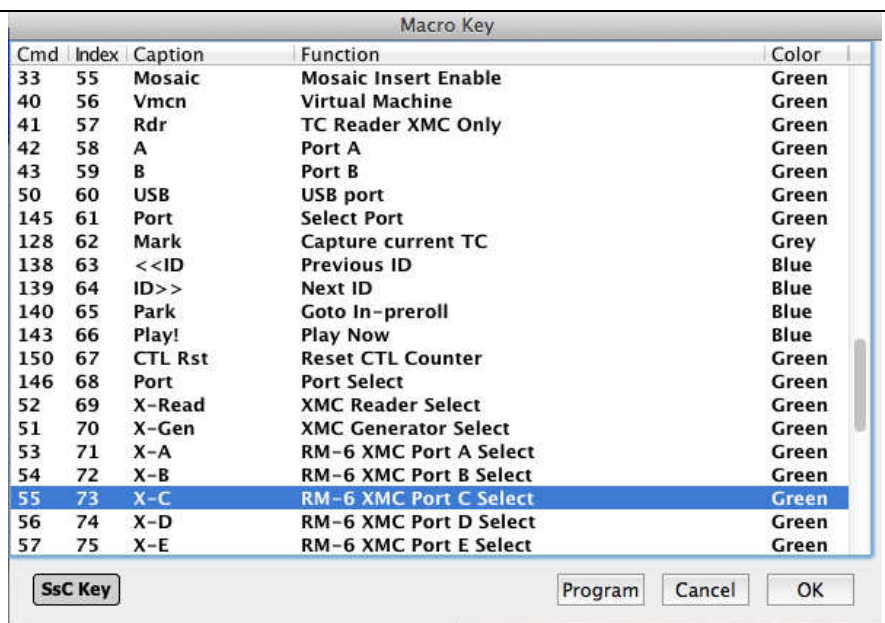 Macro Key
Cmd Index Caption Function Color
33 55 Mosaic Mosaic Insert Enable Green
40 56 Vmcn Virtual Machine Green
41 57 Rdr TC Reader XMC Only Green
42 58 A Port A Green
43 59 B Port B Green
50 60 USB USB port Green
145 61 Port Select Port Green
128 62 Mark Capture current TC Grey
138 63 <<ID Previous ID Blue
139 64 ID>> Next ID Blue
140 65 Park Goto In-preroll Blue
143 66 Play! Play Now Blue
150 67 CTL Rst Reset CTL Counter Green
146 68 Port Port Select Green
52 69 X-Read XMC Reader Select Green
51 70 X-Gen XMC Generator Select Green
53 71 X-A RM-6 XMC Port A Select Green
54 72 X-B RM-6 XMC Port B Select Green
55 73 X-C RM-6 XMC Port C Select Green
56 74 X-D RM-6 XMC Port D Select Green
57 75 X-E RM-6 XMC Port E Select Green
SsC Key Program Cancel OK